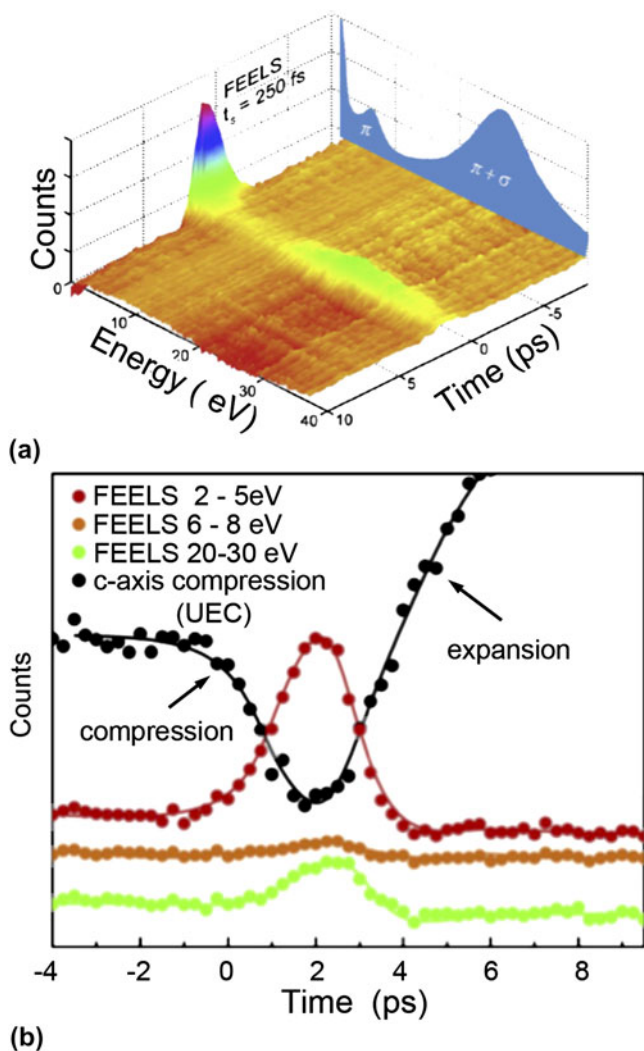 FEELS
tₛ = 250 fs
π
π + σ
Counts
0
10
20
30
40
Energy ( eV)
10
5
0
-5
Time (ps)
(a)
FEELS 2 - 5eV
FEELS 6 - 8 eV
FEELS 20-30 eV
c-axis compression
(UEC)
expansion
compression
Counts
-4
-2
0
2
4
6
8
Time (ps)
(b)